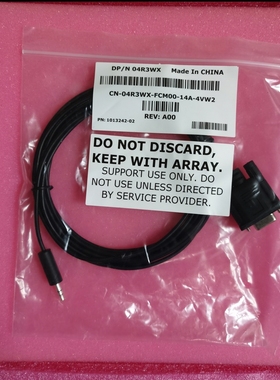 DP/N 04R3WX Made In CHINA
CN-04R3WX-FCM00-14A-4VW2
REV: A00
PN: 1013242-02
DO NOT DISCARD,
KEEP WITH ARRAY.
SUPPORT USE ONLY. DO
NOT USE UNLESS DIRECTED
BY SERVICE PROVIDER.